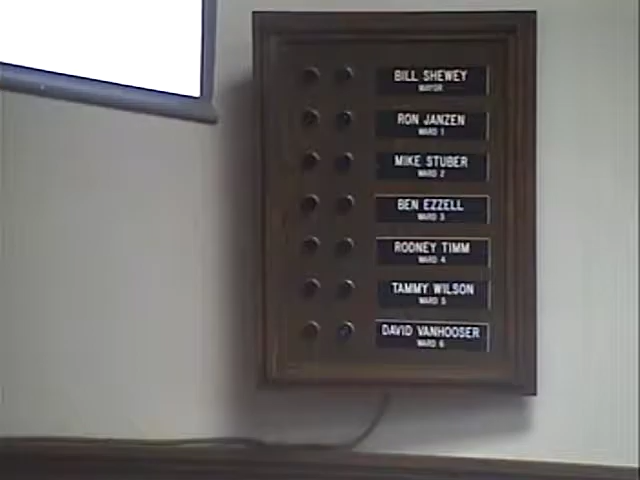 BILL SHEWEY
MAYOR
RON JANZEN
WARD 1
MIKE STUBER
WARD 2
BEN EZZELL
WARD 3
RODNEY TIMM
WARD 4
TAMMY WILSON
WARD 5
DAVID VANHOOSER
WARD 6